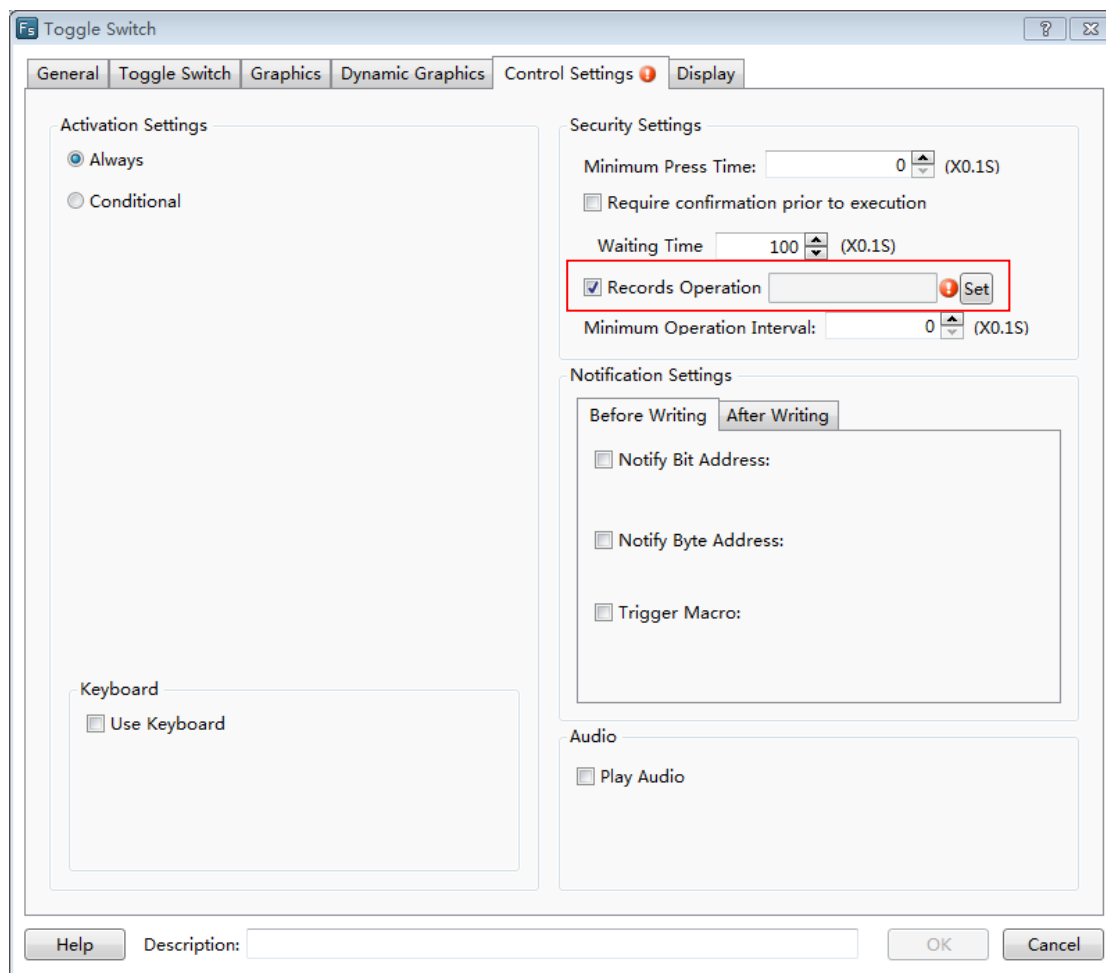 Fs Toggle Switch
General Toggle Switch Graphics Dynamic Graphics Control Settings Display
Activation Settings
Always
Conditional
Keyboard
Use Keyboard
Security Settings
Minimum Press Time: 0 (X0.1S)
Require confirmation prior to execution
Waiting Time 100 (X0.1S)
Records Operation Set
Minimum Operation Interval: 0 (X0.1S)
Notification Settings
Before Writing After Writing
Notify Bit Address:
Notify Byte Address:
Trigger Macro:
Audio
Play Audio
Help Description: OK Cancel